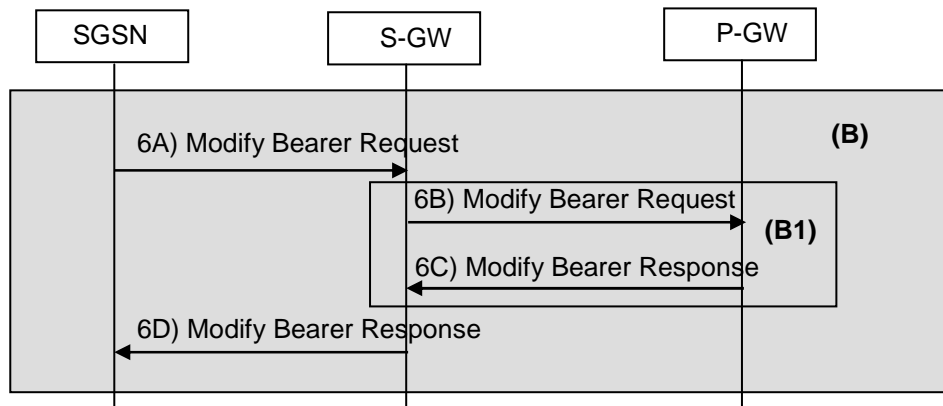 SGSN
S-GW
P-GW
(B)
6A) Modify Bearer Request
6B) Modify Bearer Request
(B1)
6C) Modify Bearer Response
6D) Modify Bearer Response